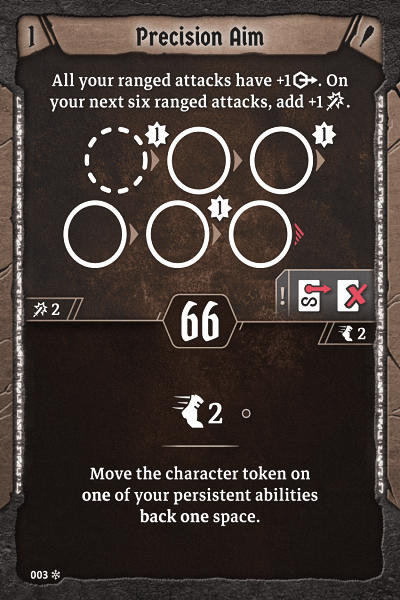 1
Precision Aim
All your ranged attacks have +1. On
your next six ranged attacks, add +1.
1
1
1
2
66
!
S
2
2
Move the character token on
one of your persistent abilities
back one space.
003